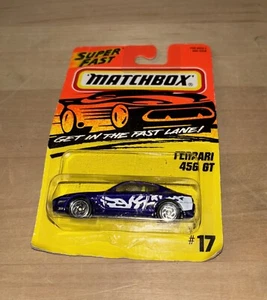 SUPER
FAST
MATCHBOX
GET IN THE FAST LANE!
FERRARI
456 GT
#17